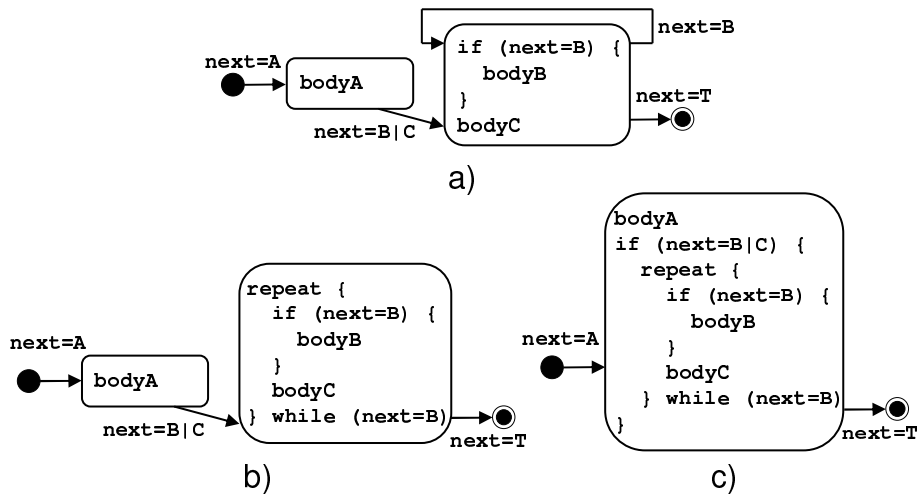 next=B
if (next=B) {
bodyB
}
bodyC
next=A
bodyA
next=B|C
next=T
a)
next=A
bodyA
next=B|C
repeat {
if (next=B) {
bodyB
}
bodyC
} while (next=B)
next=T
b)
next=A
bodyA
if (next=B|C) {
repeat {
if (next=B) {
bodyB
}
bodyC
} while (next=B)
}
next=T
c)